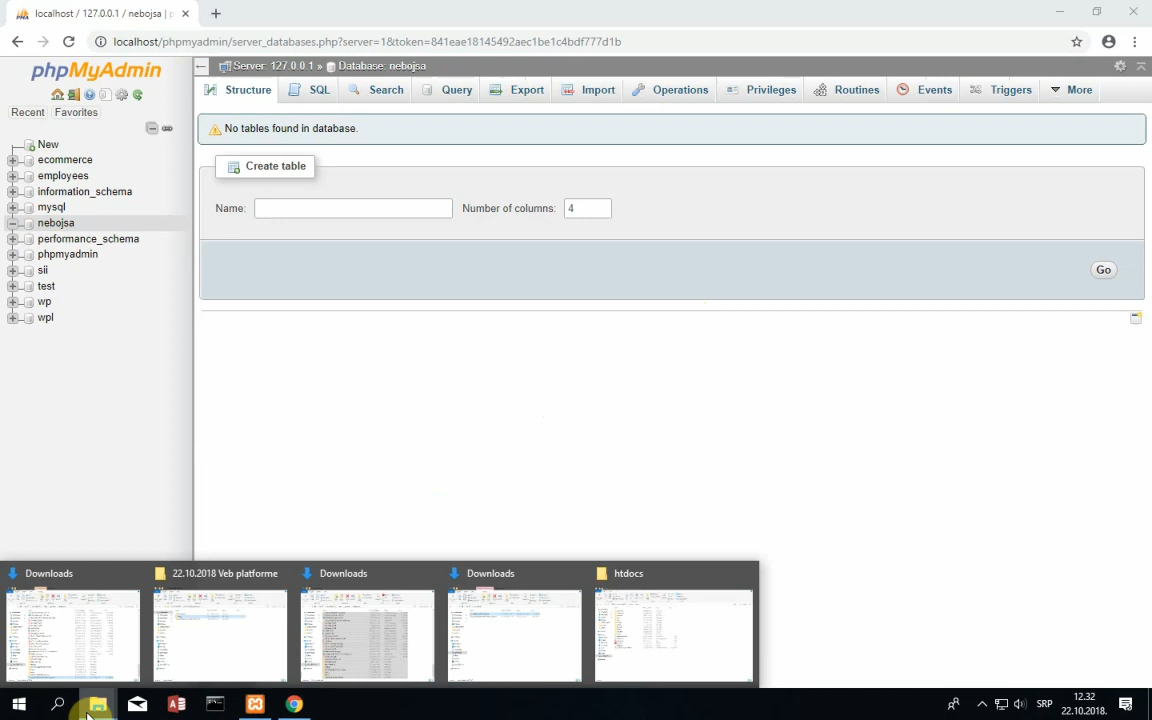 localhost / 127.0.0.1 / nebojsa | p
localhost/phpmyadmin/server_databases.php?server=1&token=841eae18145492aec1be1c4bdf777d1b
phpMyAdmin
Recent Favorites
New
ecommerce
employees
information_schema
mysql
nebojsa
performance_schema
phpmyadmin
sii
test
wp
wpl
Server: 127.0.0.1 » Database: nebojsa
Structure SQL Search Query Export Import Operations Privileges Routines Events Triggers More
No tables found in database.
Create table
Name: Number of columns: 4
Go
Downloads 22.10.2018 Veb platforme Downloads Downloads htdocs
SRP 12.32
22.10.2018.